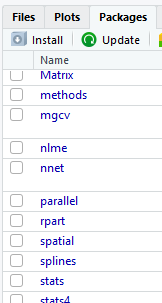 Files Plots Packages
Install Update
Name
Matrix
methods
mgcv
nlme
nnet
parallel
rpart
spatial
splines
stats
stats4